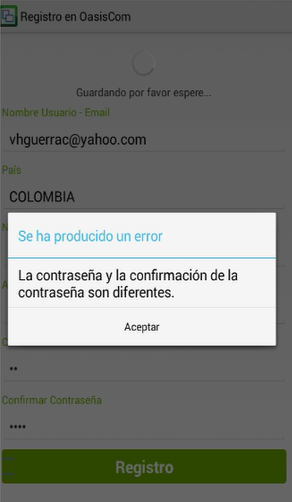 Registro en OasisCom
Guardando por favor espere...
Nombre Usuario - Email
vhguerrac@yahoo.com
País
COLOMBIA
N
Se ha producido un error
La contraseña y la confirmación de la
contraseña son diferentes.
A
Aceptar
C
••
Confirmar Contraseña
••••
Registro